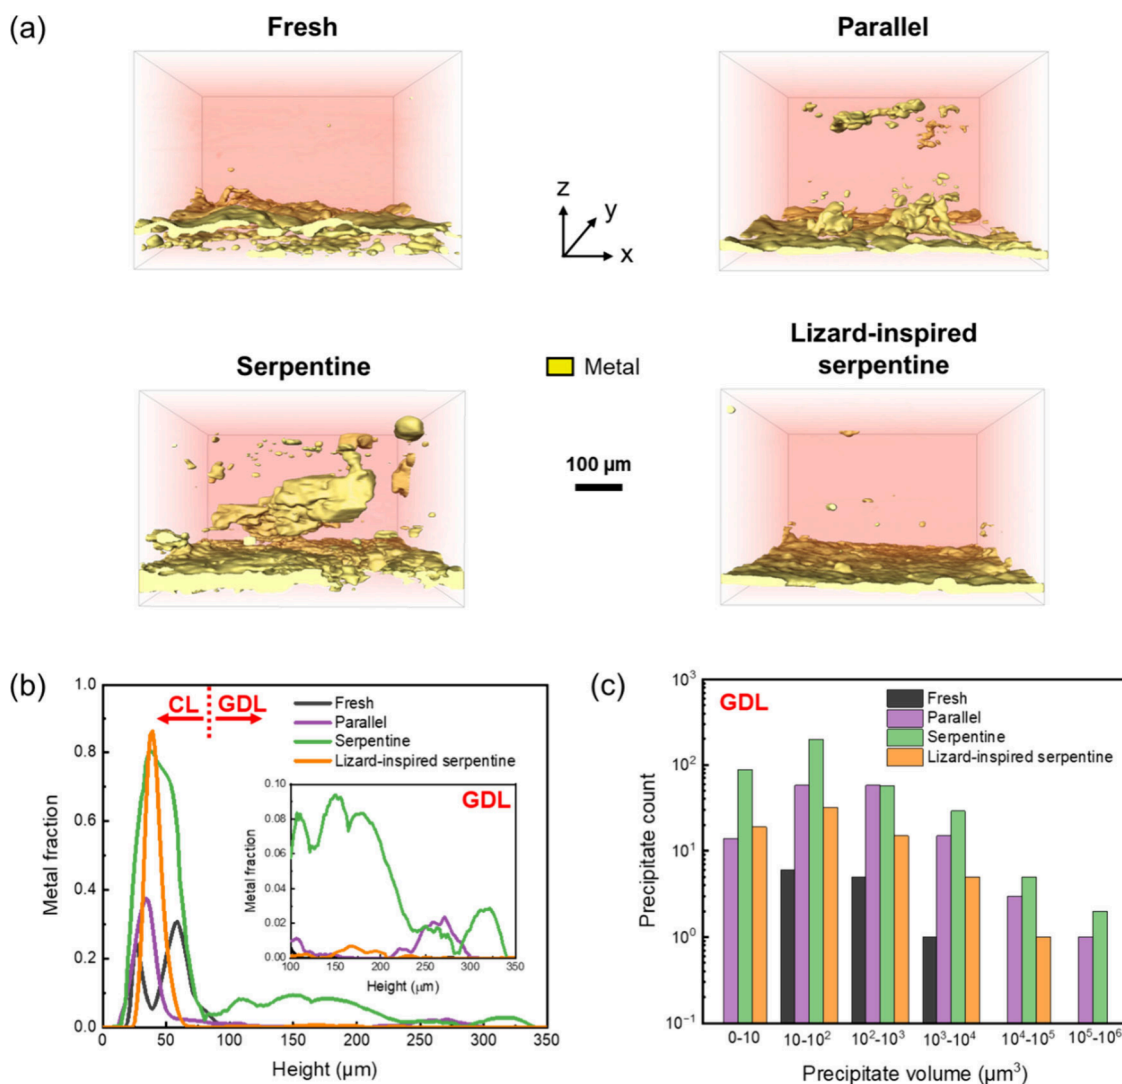 (a)
Fresh
Parallel
z
y
x
Serpentine
Metal
Lizard-inspired
serpentine
100 µm
(b)
1.0
0.8
0.6
0.4
0.2
0.0
Metal fraction
CL
GDL
Fresh
Parallel
Serpentine
Lizard-inspired serpentine
0.10
0.08
0.06
0.04
0.02
0.00
Metal fraction
GDL
100 150 200 250 300 350
Height (µm)
0 50 100 150 200 250 300 350
Height (µm)
(c)
10³
10²
10¹
10⁰
10⁻¹
Precipitate count
GDL
Fresh
Parallel
Serpentine
Lizard-inspired serpentine
0-10 10-10² 10²-10³ 10³-10⁴ 10⁴-10⁵ 10⁵-10⁶
Precipitate volume (µm³)